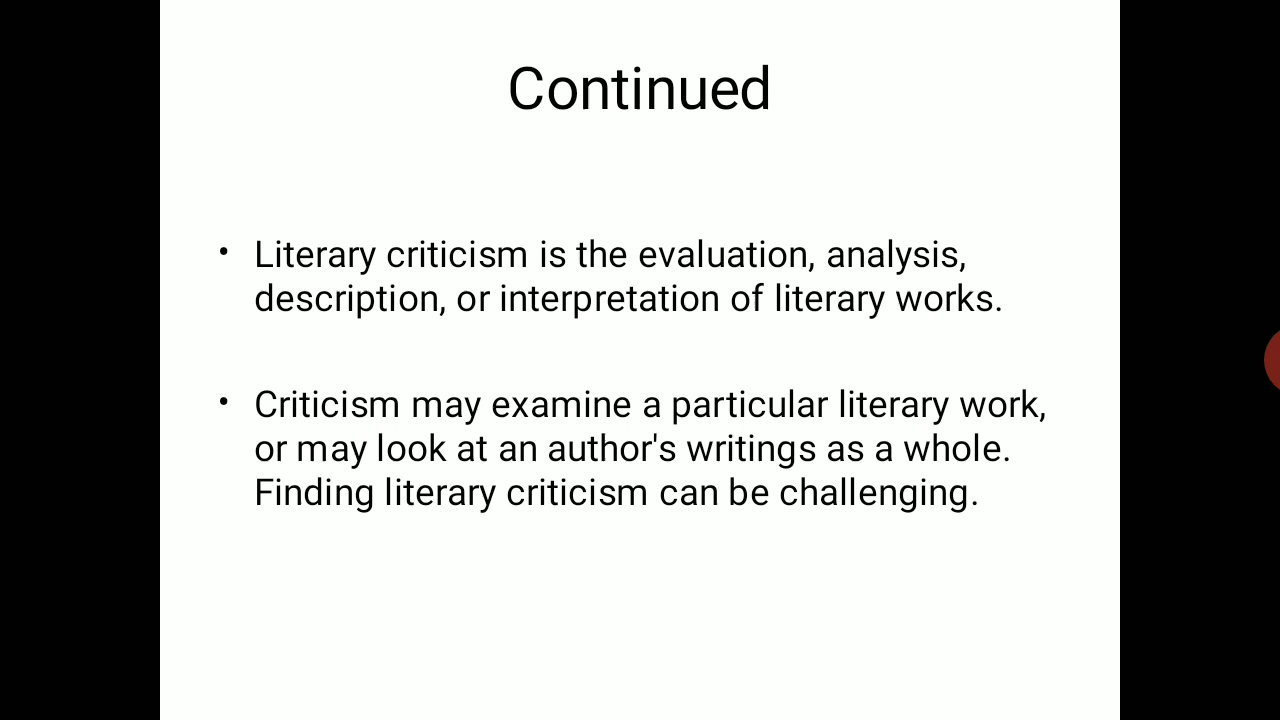 Continued
• Literary criticism is the evaluation, analysis,
description, or interpretation of literary works.
• Criticism may examine a particular literary work,
or may look at an author's writings as a whole.
Finding literary criticism can be challenging.